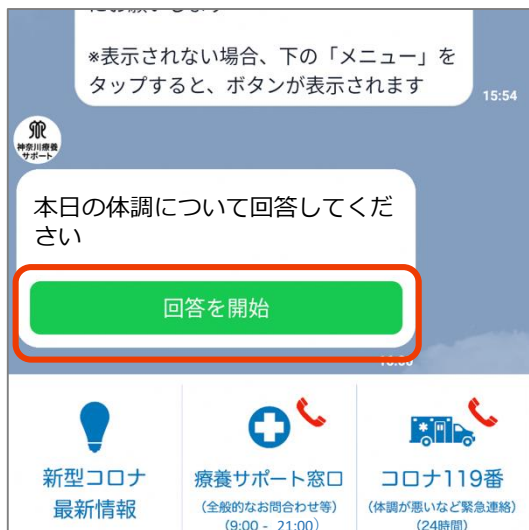 ※表示されない場合、下の「メニュー」を
タップすると、ボタンが表示されます
15:54
神奈川療養
サポート
本日の体調について回答してくだ
さい
回答を開始
新型コロナ
最新情報
療養サポート窓口
(全般的なお問合わせ等)
(9:00 - 21:00)
コロナ119番
(体調が悪いなど緊急連絡)
(24時間)